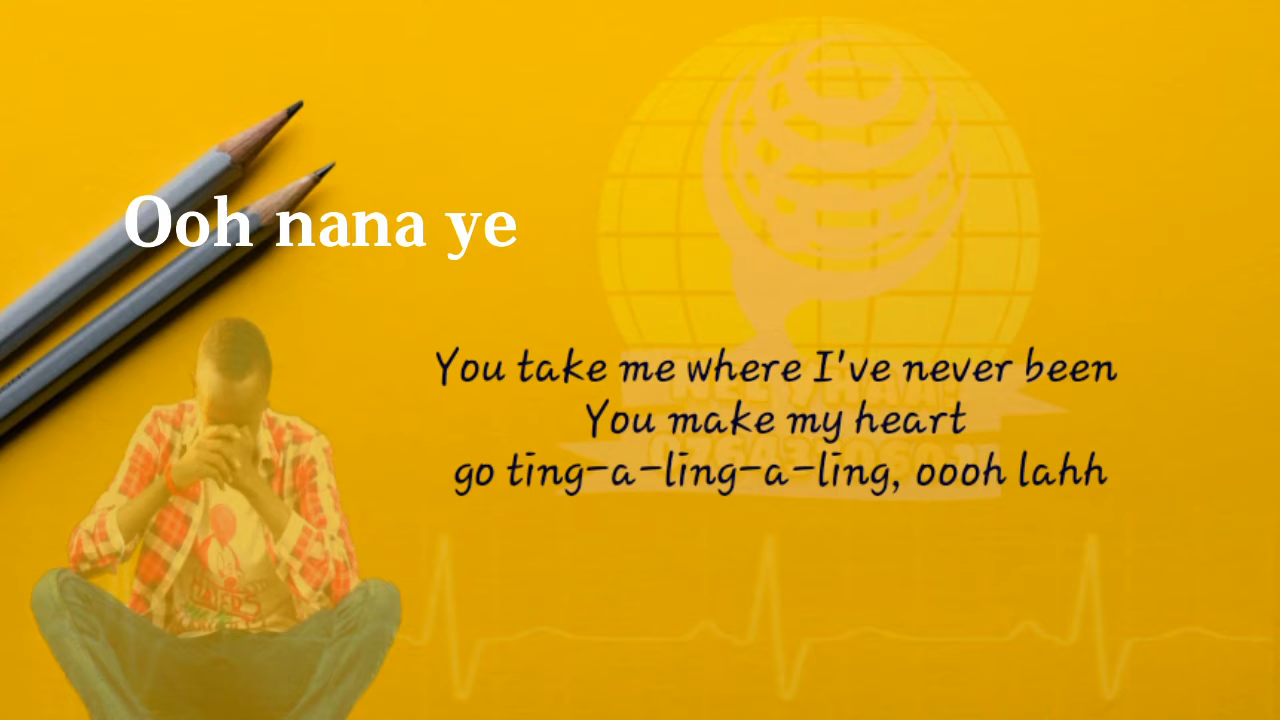 Ooh nana ye
You take me where I've never been
You make my heart
go ting-a-ling-a-ling, oooh lahh